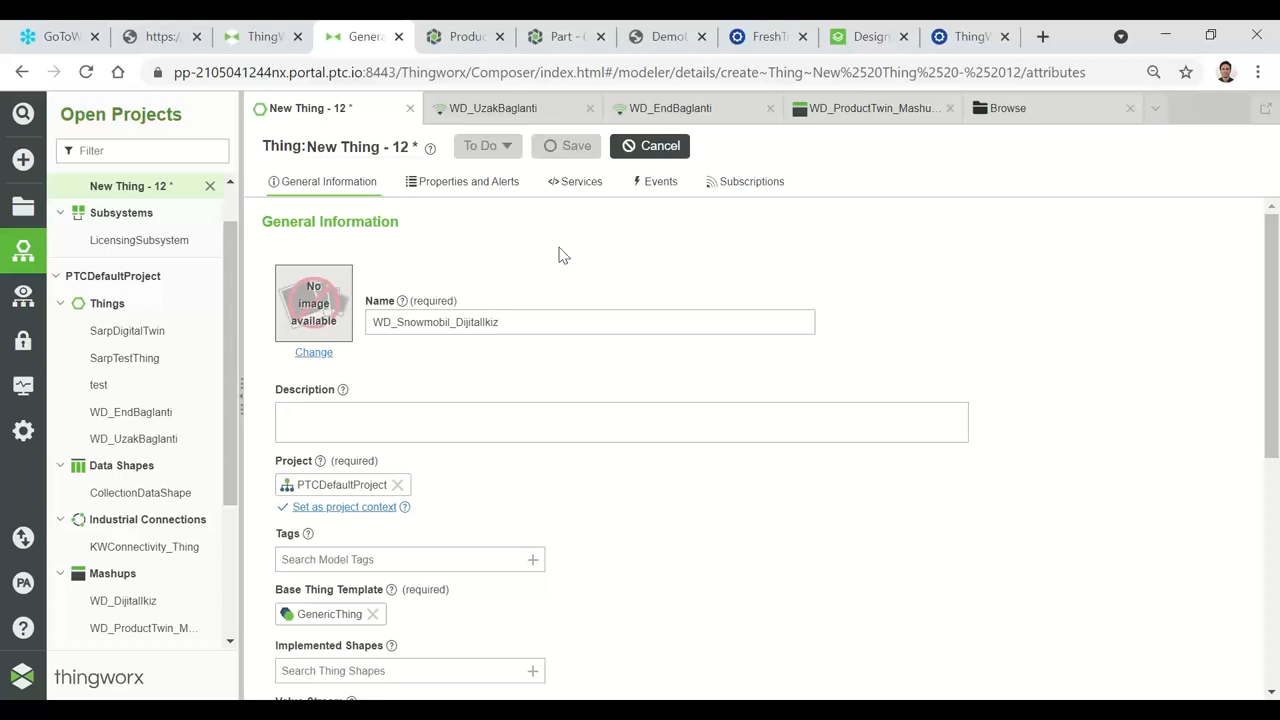 GoToW
https:/
ThingW
Genera
Produc
Part - (
DemoL
FreshTr
Design
ThingW
pp-2105041244nx.portal.ptc.io:8443/Thingworx/Composer/index.html#/modeler/details/create~Thing~New%2520Thing%2520-%252012/attributes
Open Projects
Filter
New Thing - 12 *
Subsystems
LicensingSubsystem
PTCDefaultProject
Things
SarpDigitalTwin
SarpTestThing
test
WD_EndBaglanti
WD_UzakBaglanti
Data Shapes
CollectionDataShape
Industrial Connections
KWConnectivity_Thing
Mashups
WD_DijitalIkiz
WD_ProductTwin_M...
PA
thingworx
New Thing - 12 *
WD_UzakBaglanti
WD_EndBaglanti
WD_ProductTwin_Mashu...
Browse
Thing: New Thing - 12 *
To Do
Save
Cancel
General Information
Properties and Alerts
Services
Events
Subscriptions
General Information
No image available
Change
Name (required)
WD_Snowmobil_DijitalIkiz
Description
Project (required)
PTCDefaultProject
Set as project context
Tags
Search Model Tags
Base Thing Template (required)
GenericThing
Implemented Shapes
Search Thing Shapes